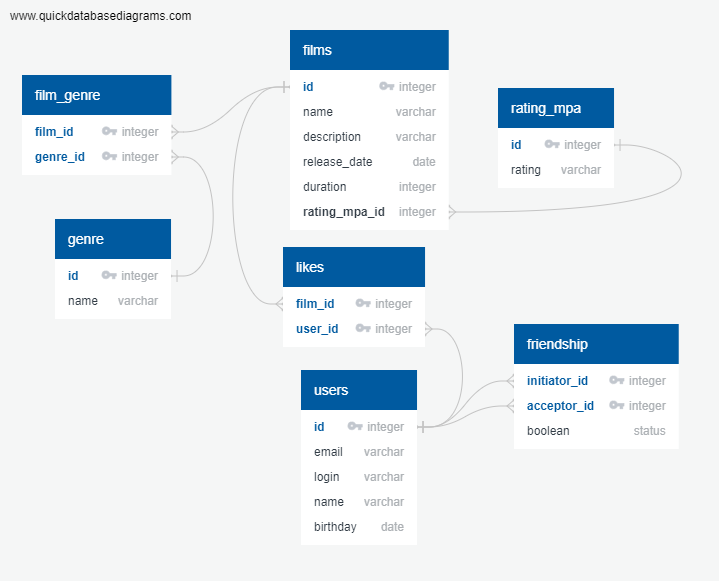 www.quickdatabasediagrams.com
films
id integer
name varchar
description varchar
release_date date
duration integer
rating_mpa_id integer
film_genre
film_id integer
genre_id integer
rating_mpa
id integer
rating varchar
genre
id integer
name varchar
likes
film_id integer
user_id integer
friendship
initiator_id integer
acceptor_id integer
boolean status
users
id integer
email varchar
login varchar
name varchar
birthday date